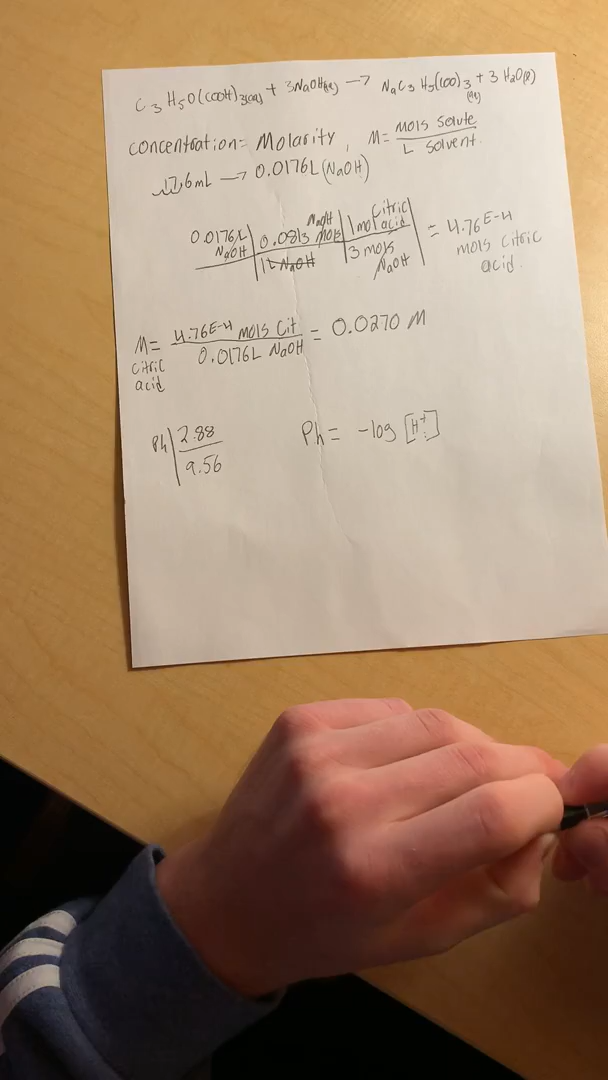 C3H5O(COOH)3(aq) + 3NaOH(aq) → NaC3H5(COO)3(aq) + 3H2O(l)
concentration= Molarity, M= mols solute / L solvent.
17.6mL → 0.0176L (NaOH)
0.0176L NaOH | 0.0813 mols NaOH / 1L NaOH | 1 mol citric acid / 3 mols NaOH | = 4.76E-4 mols citric acid.
M citric acid = 4.76E-4 mols cit / 0.0176L NaOH = 0.0270 M
Ph | 2.88 / 9.56
Ph = -log [H+]